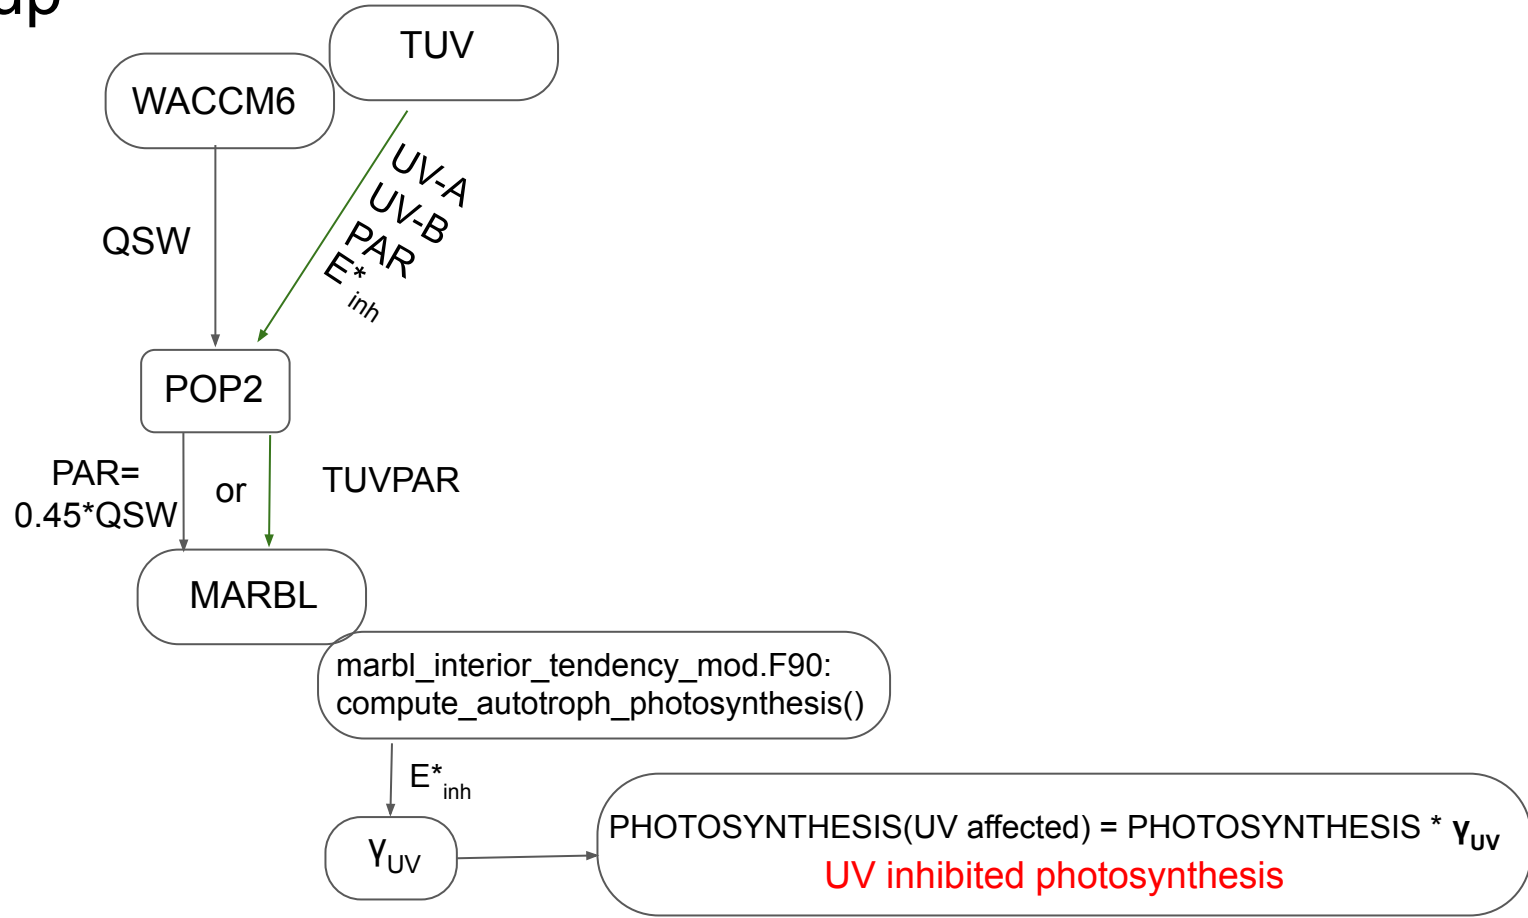 up
TUV
WACCM6
UV-A
UV-B
PAR
E*inh
QSW
POP2
PAR=
0.45*QSW
or
TUVPAR
MARBL
marbl_interior_tendency_mod.F90:
compute_autotroph_photosynthesis()
E*inh
γUV
PHOTOSYNTHESIS(UV affected) = PHOTOSYNTHESIS * γUV
UV inhibited photosynthesis